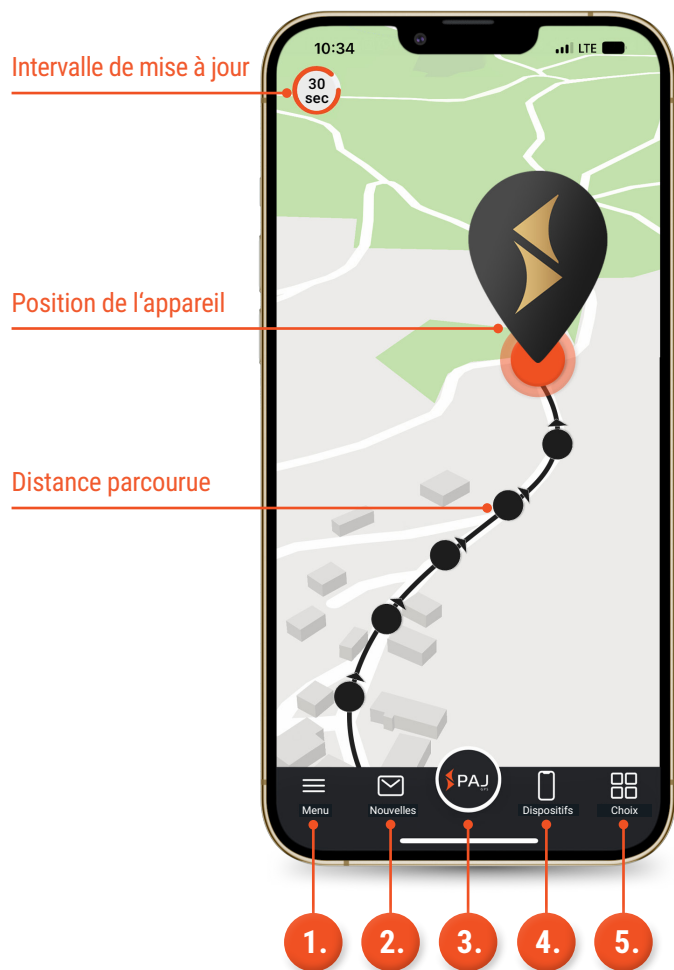 10:34
LTE
Intervalle de mise à jour
30
sec
Position de l‘appareil
Distance parcourue
PAJ
GPS
Menu
Nouvelles
Dispositifs
Choix
1.
2.
3.
4.
5.